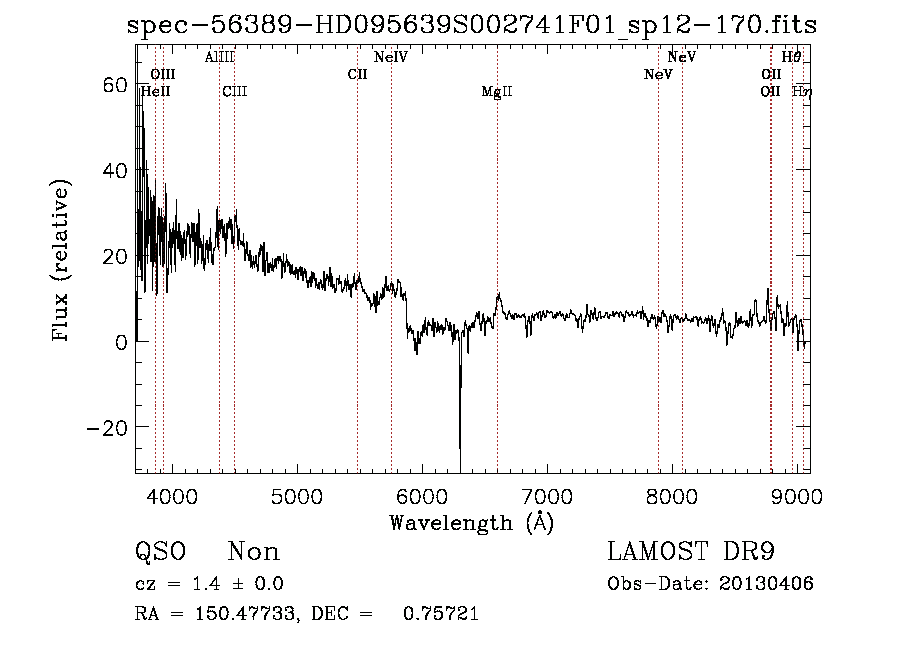 spec-56389-HD095639S002741F01_sp12-170.fits
AlIII NeIV NeV Hθ
OIII CII NeV OII
HeII CIII MgII OII Hη
60
40
20
0
-20
Flux (relative)
4000 5000 6000 7000 8000 9000
Wavelength (Å)
QSO Non LAMOST DR9
cz = 1.4 ± 0.0 Obs-Date: 20130406
RA = 150.47733, DEC = 0.75721